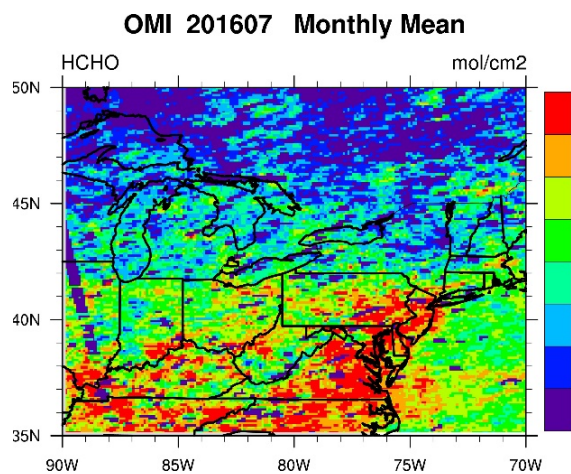 OMI 201607 Monthly Mean
HCHO mol/cm2
50N
45N
40N
35N
90W 85W 80W 75W 70W